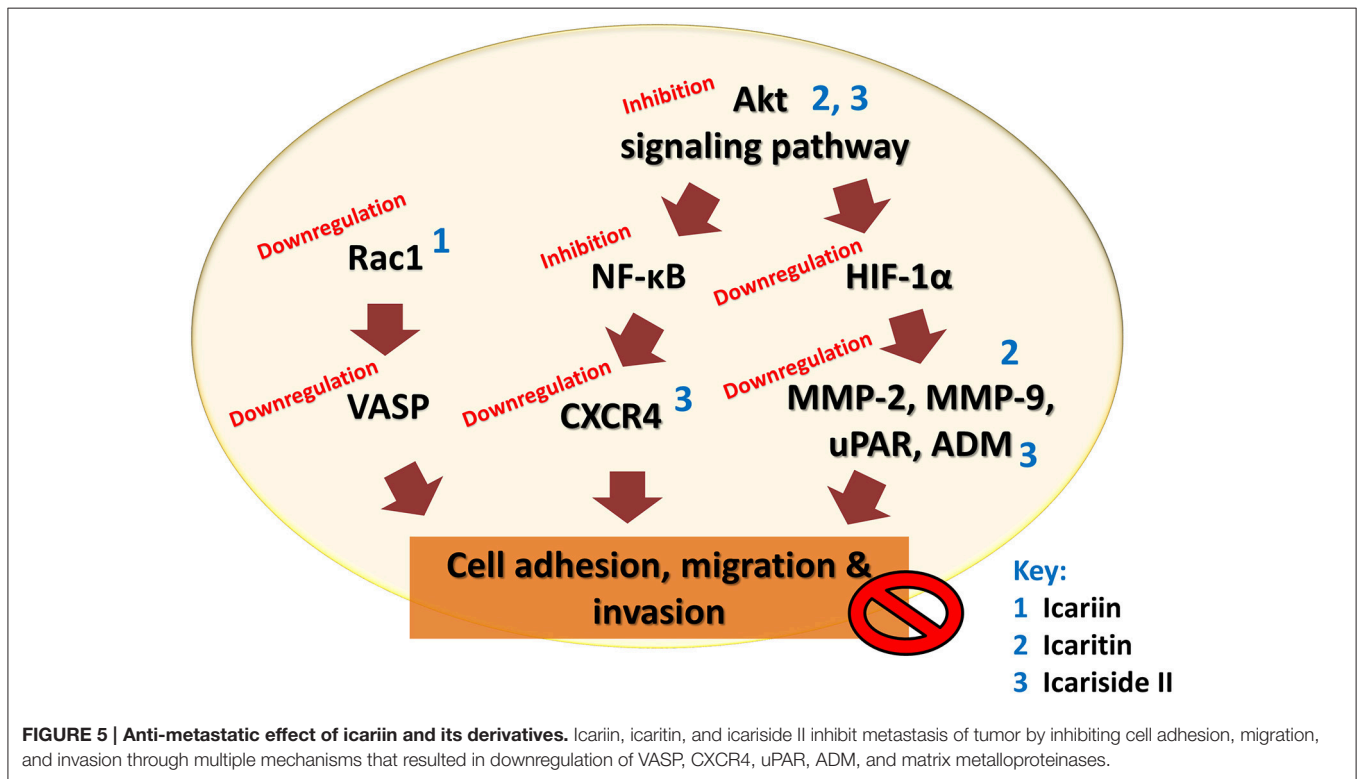 Inhibition
Akt 2, 3
signaling pathway
Downregulation
Rac1 1
Inhibition
NF-κB
Downregulation
HIF-1α
Downregulation
VASP
Downregulation
CXCR4 3
Downregulation
2
MMP-2, MMP-9,
uPAR, ADM 3
Cell adhesion, migration &
invasion
Key:
1 Icariin
2 Icaritin
3 Icariside II
FIGURE 5 | Anti-metastatic effect of icariin and its derivatives. Icariin, icaritin, and icariside II inhibit metastasis of tumor by inhibiting cell adhesion, migration,
and invasion through multiple mechanisms that resulted in downregulation of VASP, CXCR4, uPAR, ADM, and matrix metalloproteinases.